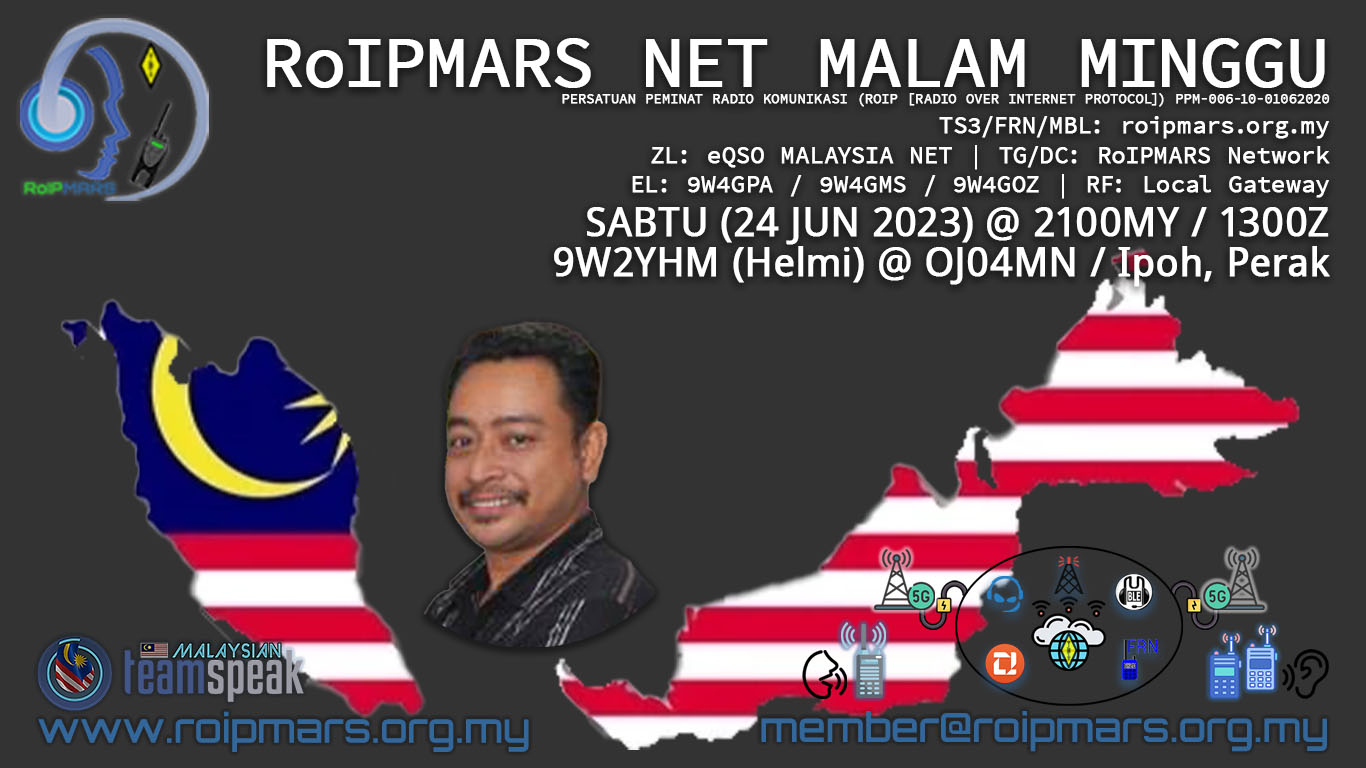 RoIPMARS NET MALAM MINGGU
PERSATUAN PEMINAT RADIO KOMUNIKASI (ROIP [RADIO OVER INTERNET PROTOCOL]) PPM-006-10-01062020
TS3/FRN/MBL: roipmars.org.my
ZL: eQSO MALAYSIA NET | TG/DC: RoIPMARS Network
EL: 9W4GPA / 9W4GMS / 9W4GOZ | RF: Local Gateway
SABTU (24 JUN 2023) @ 2100MY / 1300Z
9W2YHM (Helmi) @ OJ04MN / Ipoh, Perak
RoIPMARS
5G
BLE
5G
FRN
MALAYSIAN
teamspeak
www.roipmars.org.my
member@roipmars.org.my